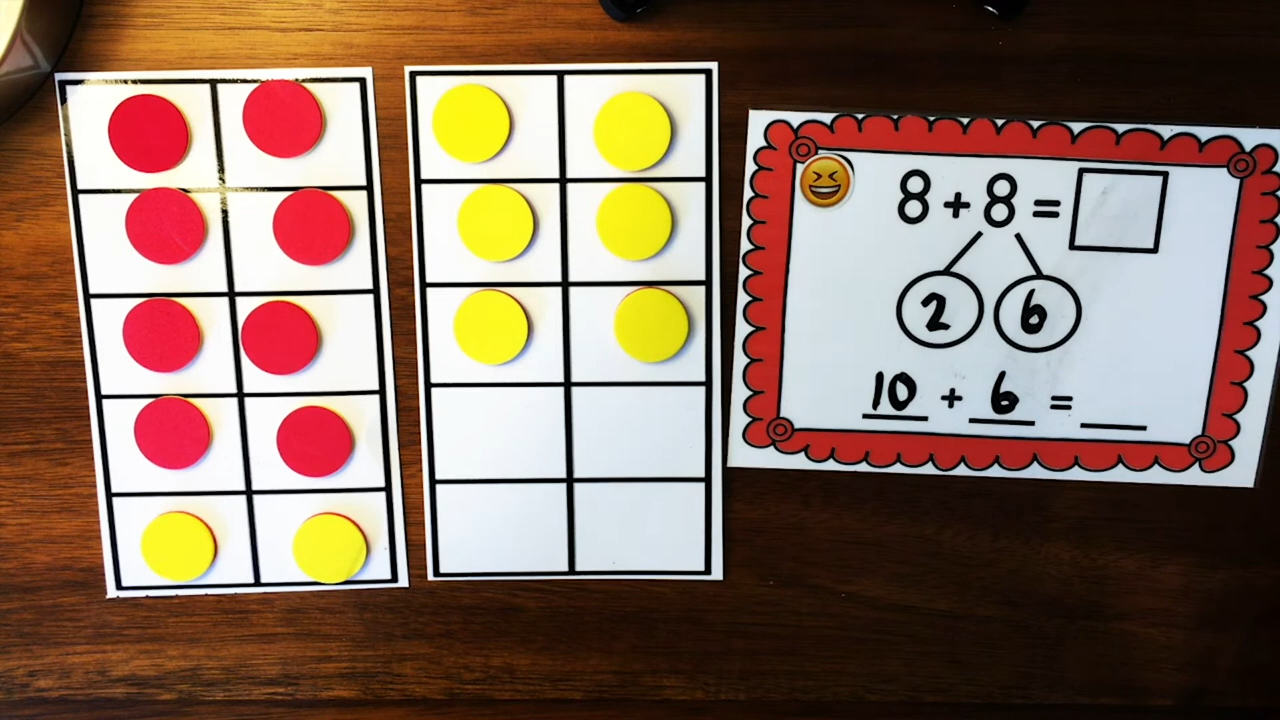 8 + 8 =
2 6
10 + 6 =